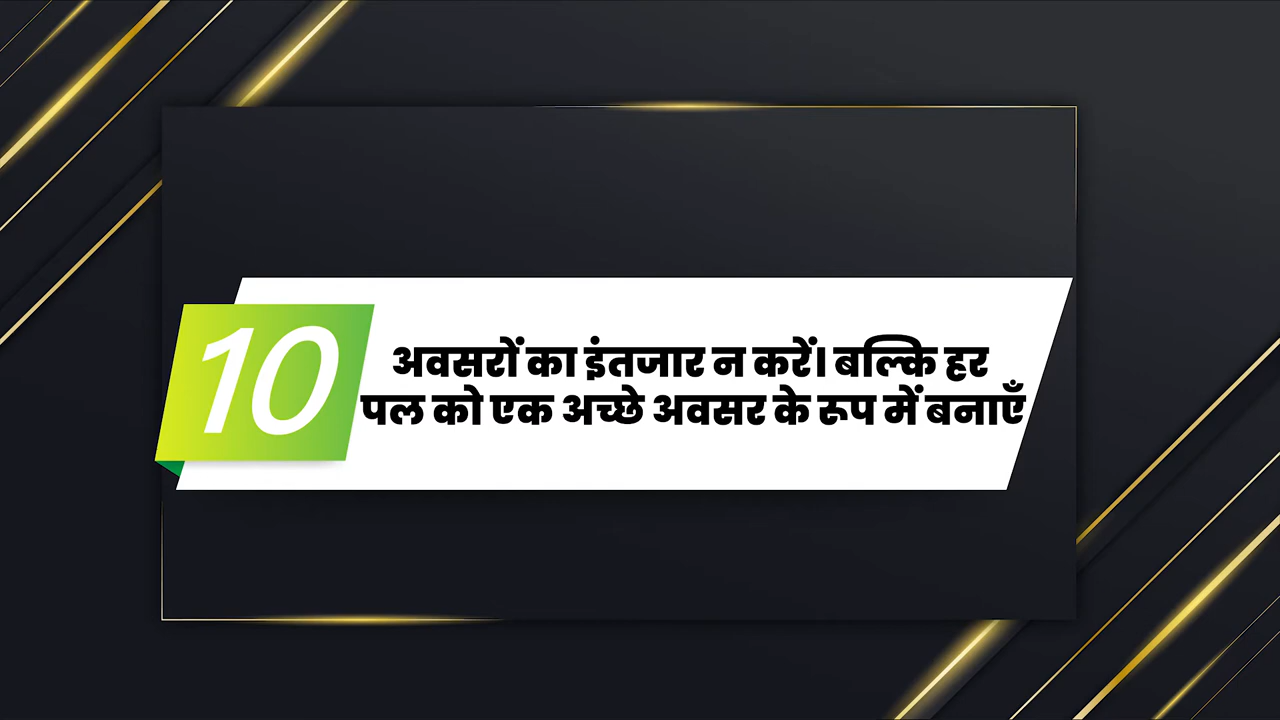 10
अवसरों का इंतजार न करें। बल्कि हर
पल को एक अच्छे अवसर के रूप में बनाएँ